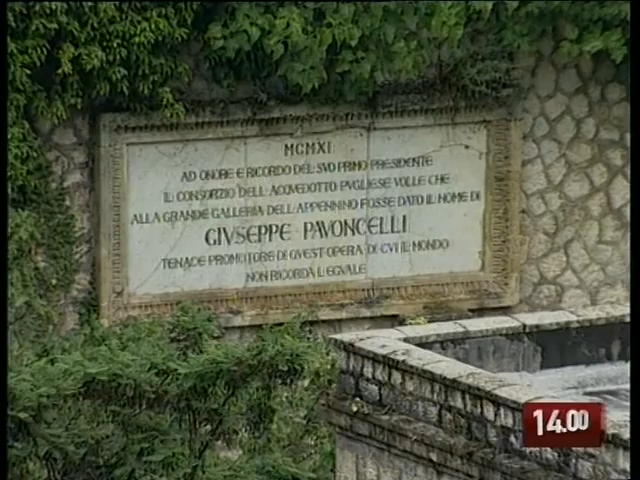 MCMXI
AD ONORE E RICORDO DEL SVO PRIMO PRESIDENTE
IL CONSORZIO DELL ACQVEDOTTO PVGLIESE VOLLE CHE
ALLA GRANDE GALLERIA DELL'APPENNINO FOSSE DATO IL NOME DI
GIVSEPPE PAVONCELLI
TENACE PROMOTORE DI QVEST'OPERA DI CVI IL MONDO
NON RICORDA L'EGVALE
14.00